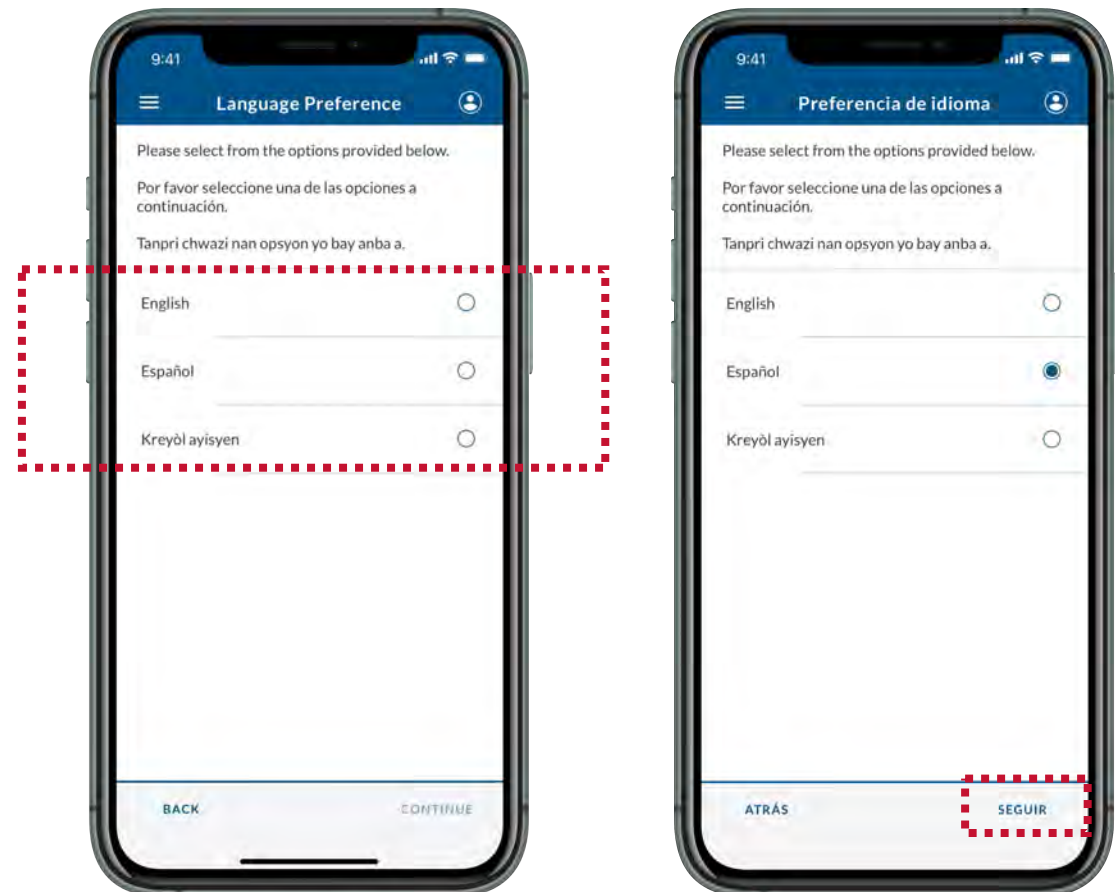 9:41
Language Preference
Please select from the options provided below.
Por favor seleccione una de las opciones a
continuación.
Tanpri chwazi nan opsyon yo bay anba a.
English
Español
Kreyòl ayisyen
BACK
CONTINUE
9:41
Preferencia de idioma
Please select from the options provided below.
Por favor seleccione una de las opciones a
continuación.
Tanpri chwazi nan opsyon yo bay anba a.
English
Español
Kreyòl ayisyen
ATRÁS
SEGUIR